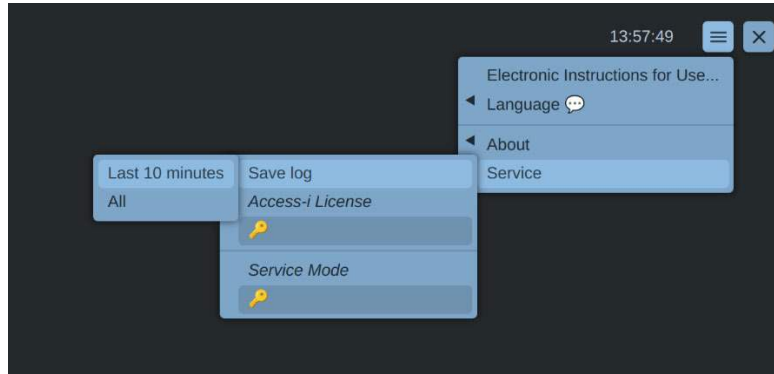 13:57:49
Electronic Instructions for Use...
Language
About
Service
Save log
Access-i License
Service Mode
Last 10 minutes
All